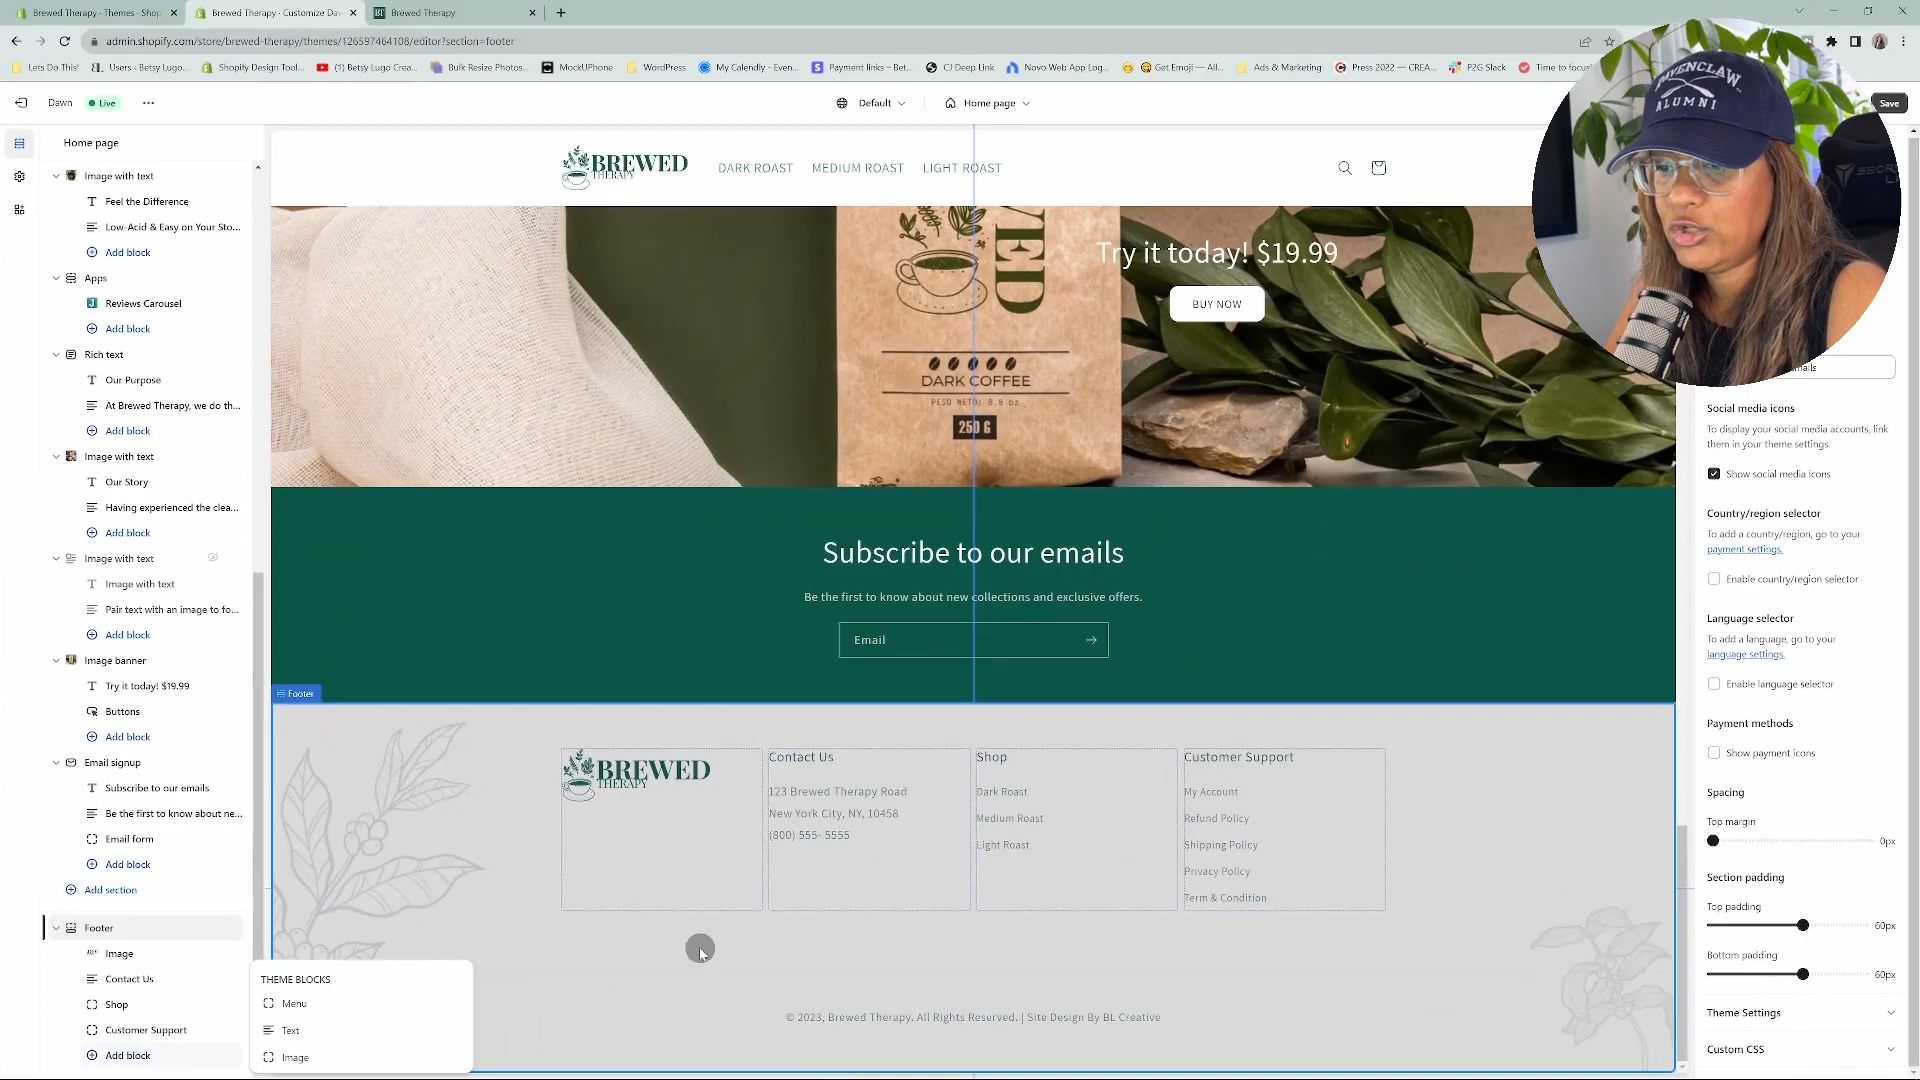 Brewed Therapy · Themes · Shop
Brewed Therapy · Customize Daw
Brewed Therapy
admin.shopify.com/store/brewed-therapy/themes/126597464108/editor?section=footer
Lets Do This!
Users ‹ Betsy Lugo...
Shopify Design Tool...
(1) Betsy Lugo Crea...
Bulk Resize Photos...
MockUPhone
WordPress
My Calendly - Even...
Payment links – Bet...
CJ Deep Link
Novo Web App Log...
Get Emoji — All...
Ads & Marketing
Press 2022 — CREA...
P2G Slack
Time to focus!
Dawn
Live
Default
Home page
Save
Home page
Image with text
Feel the Difference
Low-Acid & Easy on Your Sto...
Add block
Apps
Reviews Carousel
Add block
Rich text
Our Purpose
At Brewed Therapy, we do th...
Add block
Image with text
Our Story
Having experienced the clea...
Add block
Image with text
Image with text
Pair text with an image to fo...
Add block
Image banner
Try it today! $19.99
Buttons
Add block
Email signup
Subscribe to our emails
Be the first to know about ne...
Email form
Add block
Add section
Footer
Image
Contact Us
Shop
Customer Support
Add block
THEME BLOCKS
Menu
Text
Image
BREWED
THERAPY
DARK ROAST
MEDIUM ROAST
LIGHT ROAST
DARK COFFEE
PESO NETO: 8.8 oz
250 G
Try it today! $19.99
BUY NOW
Subscribe to our emails
Be the first to know about new collections and exclusive offers.
Email
Footer
BREWED
THERAPY
Contact Us
123 Brewed Therapy Road
New York City, NY, 10458
(800) 555- 5555
Shop
Dark Roast
Medium Roast
Light Roast
Customer Support
My Account
Refund Policy
Shipping Policy
Privacy Policy
Term & Condition
© 2023, Brewed Therapy. All Rights Reserved. | Site Design By BL Creative
RAVENCLAW
ALUMNI
Social media icons
To display your social media accounts, link
them in your theme settings.
Show social media icons
Country/region selector
To add a country/region, go to your
payment settings.
Enable country/region selector
Language selector
To add a language, go to your
language settings.
Enable language selector
Payment methods
Show payment icons
Spacing
Top margin
0px
Section padding
Top padding
60px
Bottom padding
60px
Theme Settings
Custom CSS